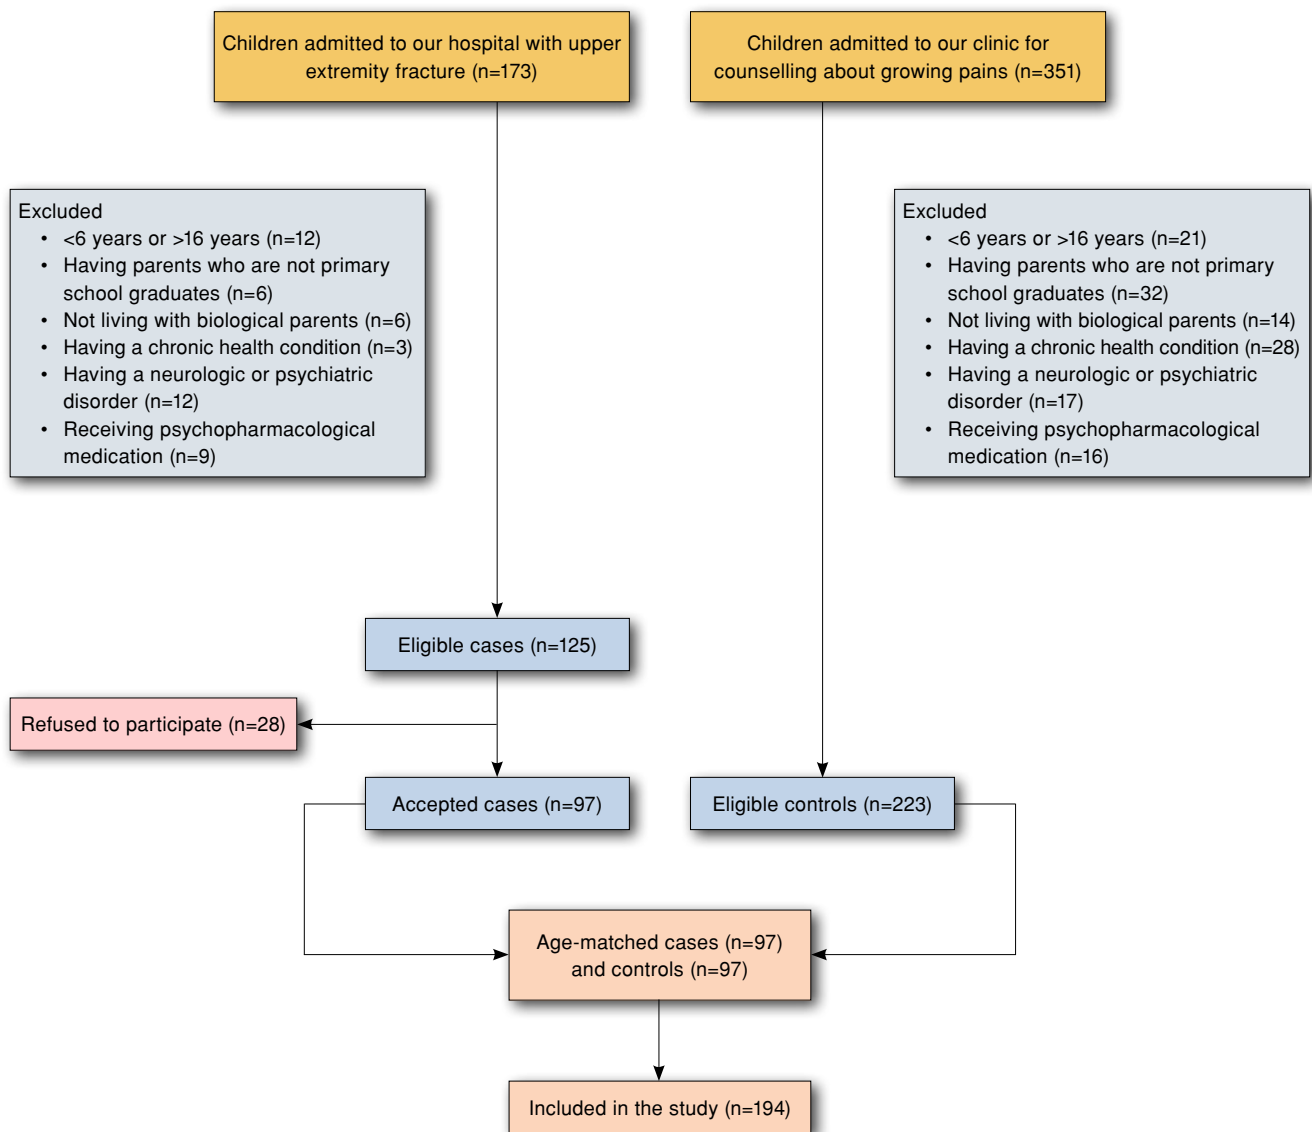 Children admitted to our hospital with upper
extremity fracture (n=173)
Children admitted to our clinic for
counselling about growing pains (n=351)
Excluded
• <6 years or >16 years (n=12)
• Having parents who are not primary
school graduates (n=6)
• Not living with biological parents (n=6)
• Having a chronic health condition (n=3)
• Having a neurologic or psychiatric
disorder (n=12)
• Receiving psychopharmacological
medication (n=9)
Excluded
• <6 years or >16 years (n=21)
• Having parents who are not primary
school graduates (n=32)
• Not living with biological parents (n=14)
• Having a chronic health condition (n=28)
• Having a neurologic or psychiatric
disorder (n=17)
• Receiving psychopharmacological
medication (n=16)
Eligible cases (n=125)
Refused to participate (n=28)
Accepted cases (n=97)
Eligible controls (n=223)
Age-matched cases (n=97)
and controls (n=97)
Included in the study (n=194)